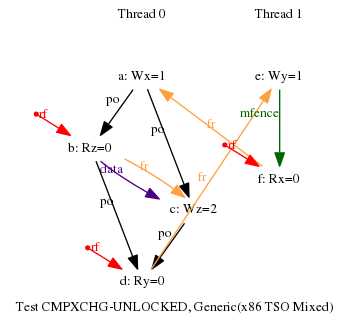 Thread 0 Thread 1
a: Wx=1 e: Wy=1
po
rf mfence
fr
po
rf
b: Rz=0
data fr
f: Rx=0
fr
po
c: Wz=2
po
rf
d: Ry=0
Test CMPXCHG-UNLOCKED, Generic(x86 TSO Mixed)